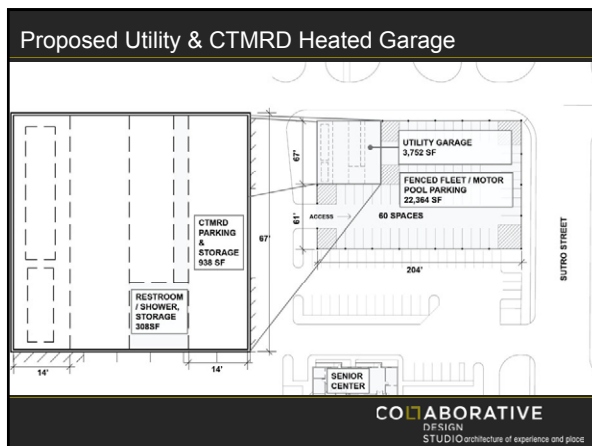 Proposed Utility & CTMRD Heated Garage
UTILITY GARAGE
3,752 SF
67'
FENCED FLEET / MOTOR
POOL PARKING
22,364 SF
61'
ACCESS
60 SPACES
204'
SUTRO STREET
CTMRD
PARKING
&
STORAGE
938 SF
67'
RESTROOM
/ SHOWER,
STORAGE
308SF
14'
14'
SENIOR
CENTER
COLLABORATIVE
DESIGN
STUDIO architecture of experience and place